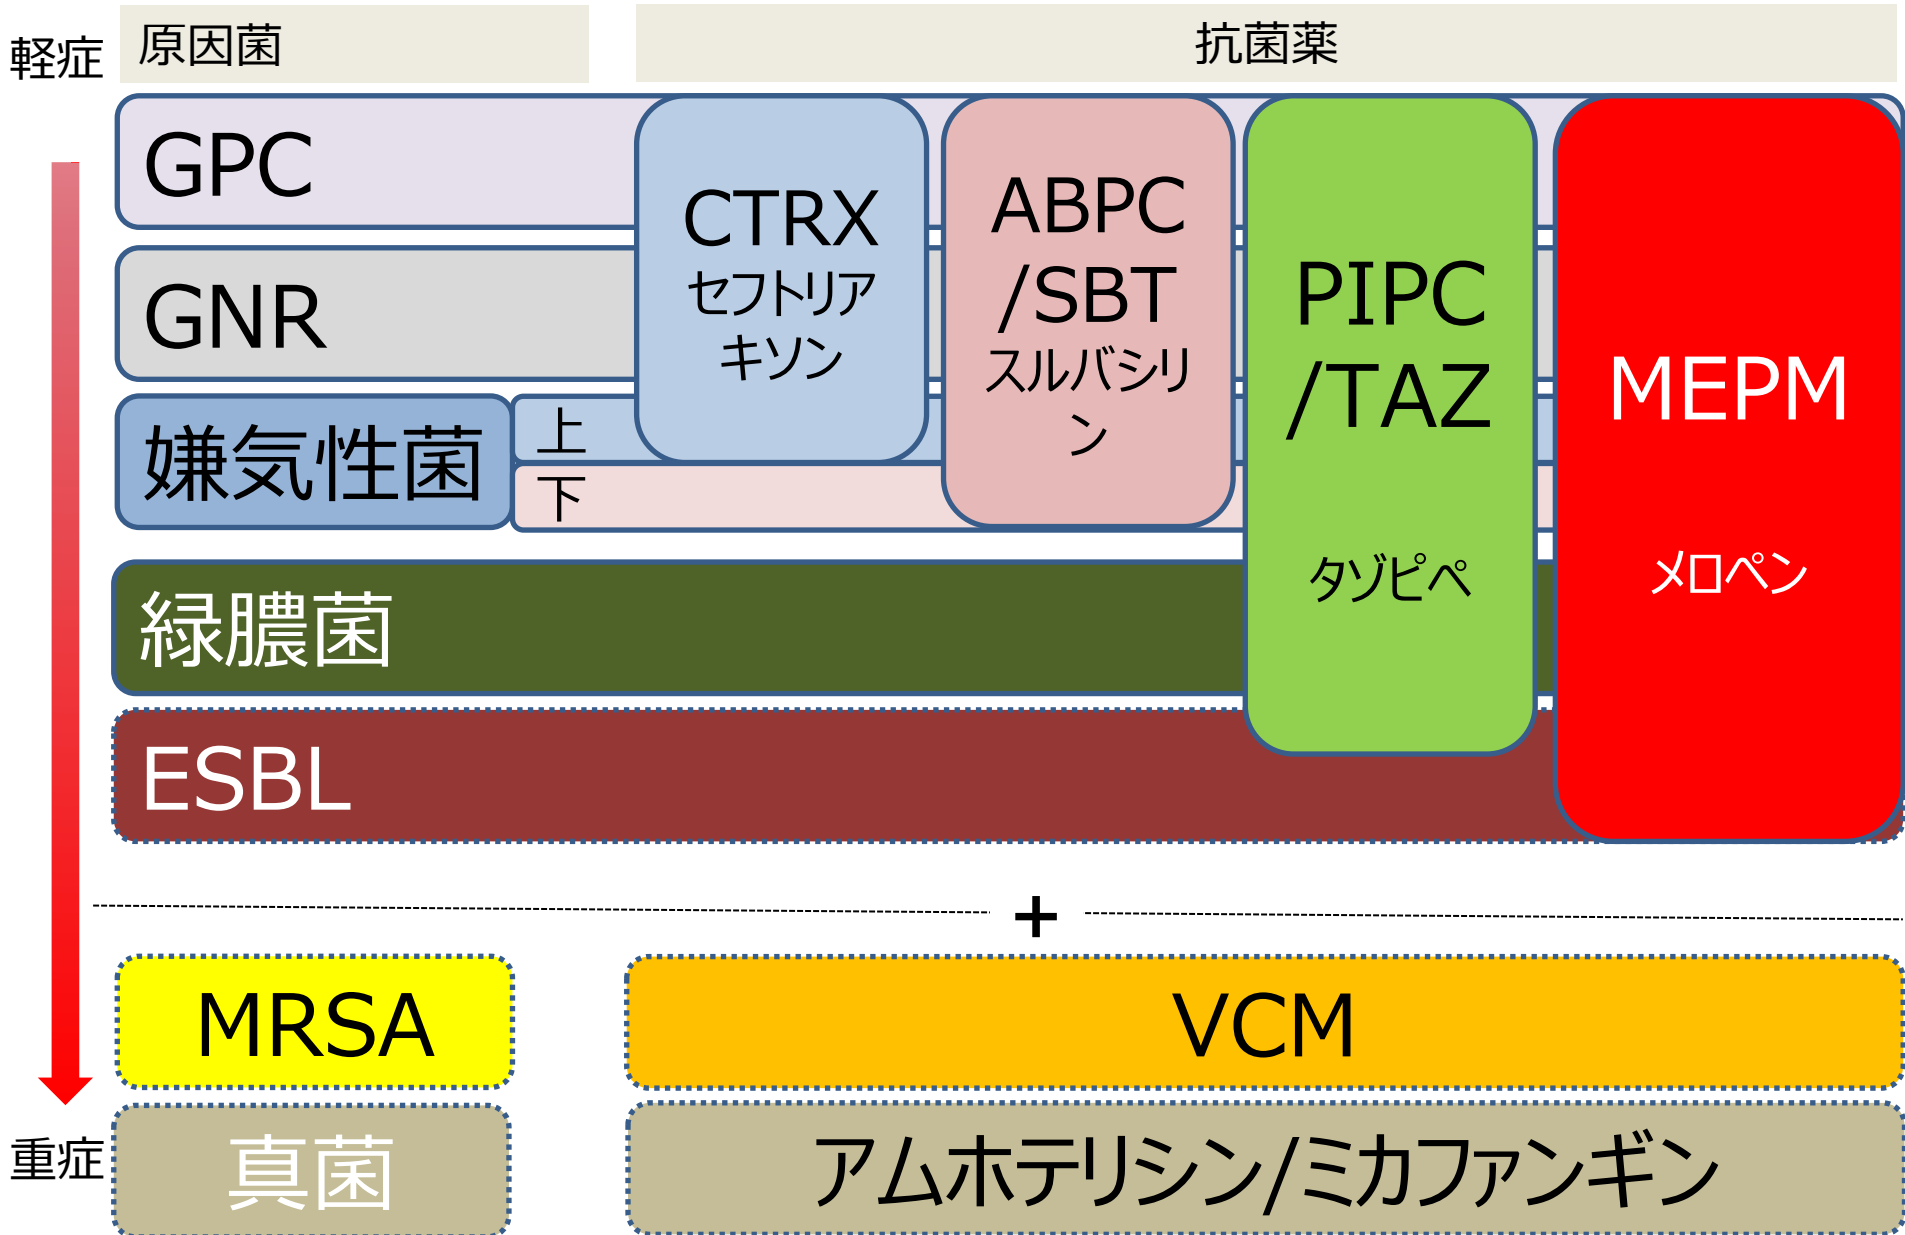 軽症
原因菌
抗菌薬
GPC
GNR
嫌気性菌
上
下
緑膿菌
ESBL
CTRX
セフトリア
キソン
ABPC
/SBT
スルバシリ
ン
PIPC
/TAZ
タゾピペ
MEPM
メロペン
+
MRSA
VCM
重症
真菌
アムホテリシン/ミカファンギン